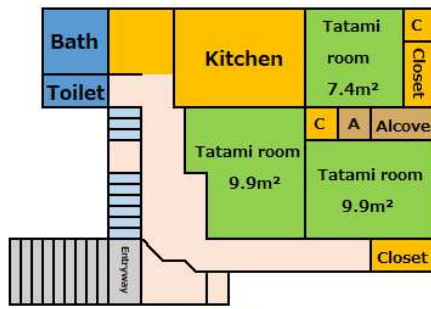 Bath
Kitchen
Tatami
room
7.4m²
C
Closet
Toilet
C
A
Alcove
Tatami room
9.9m²
Tatami room
9.9m²
Entryway
Closet